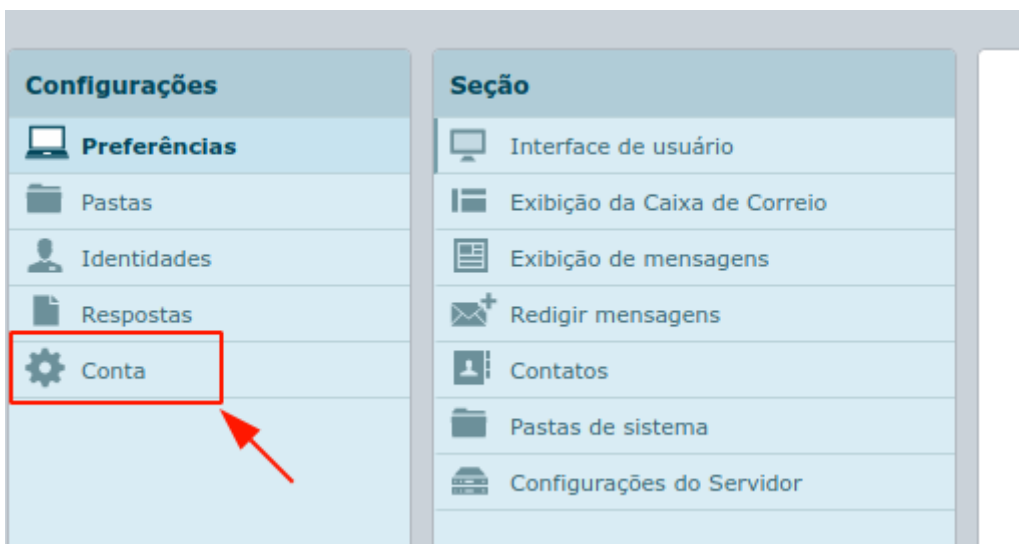 Configurações
Preferências
Pastas
Identidades
Respostas
Conta
Seção
Interface de usuário
Exibição da Caixa de Correio
Exibição de mensagens
Redigir mensagens
Contatos
Pastas de sistema
Configurações do Servidor